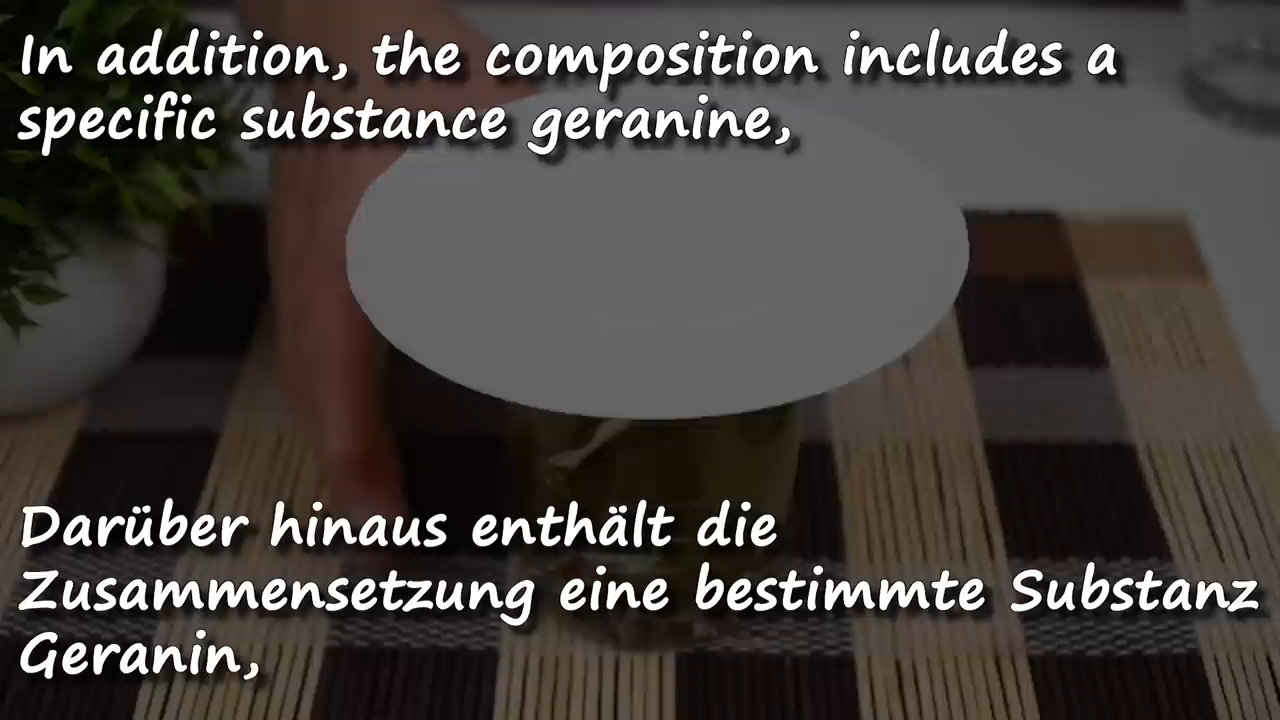 In addition, the composition includes a
specific substance geranine,
Darüber hinaus enthält die
Zusammensetzung eine bestimmte Substanz
Geranin,